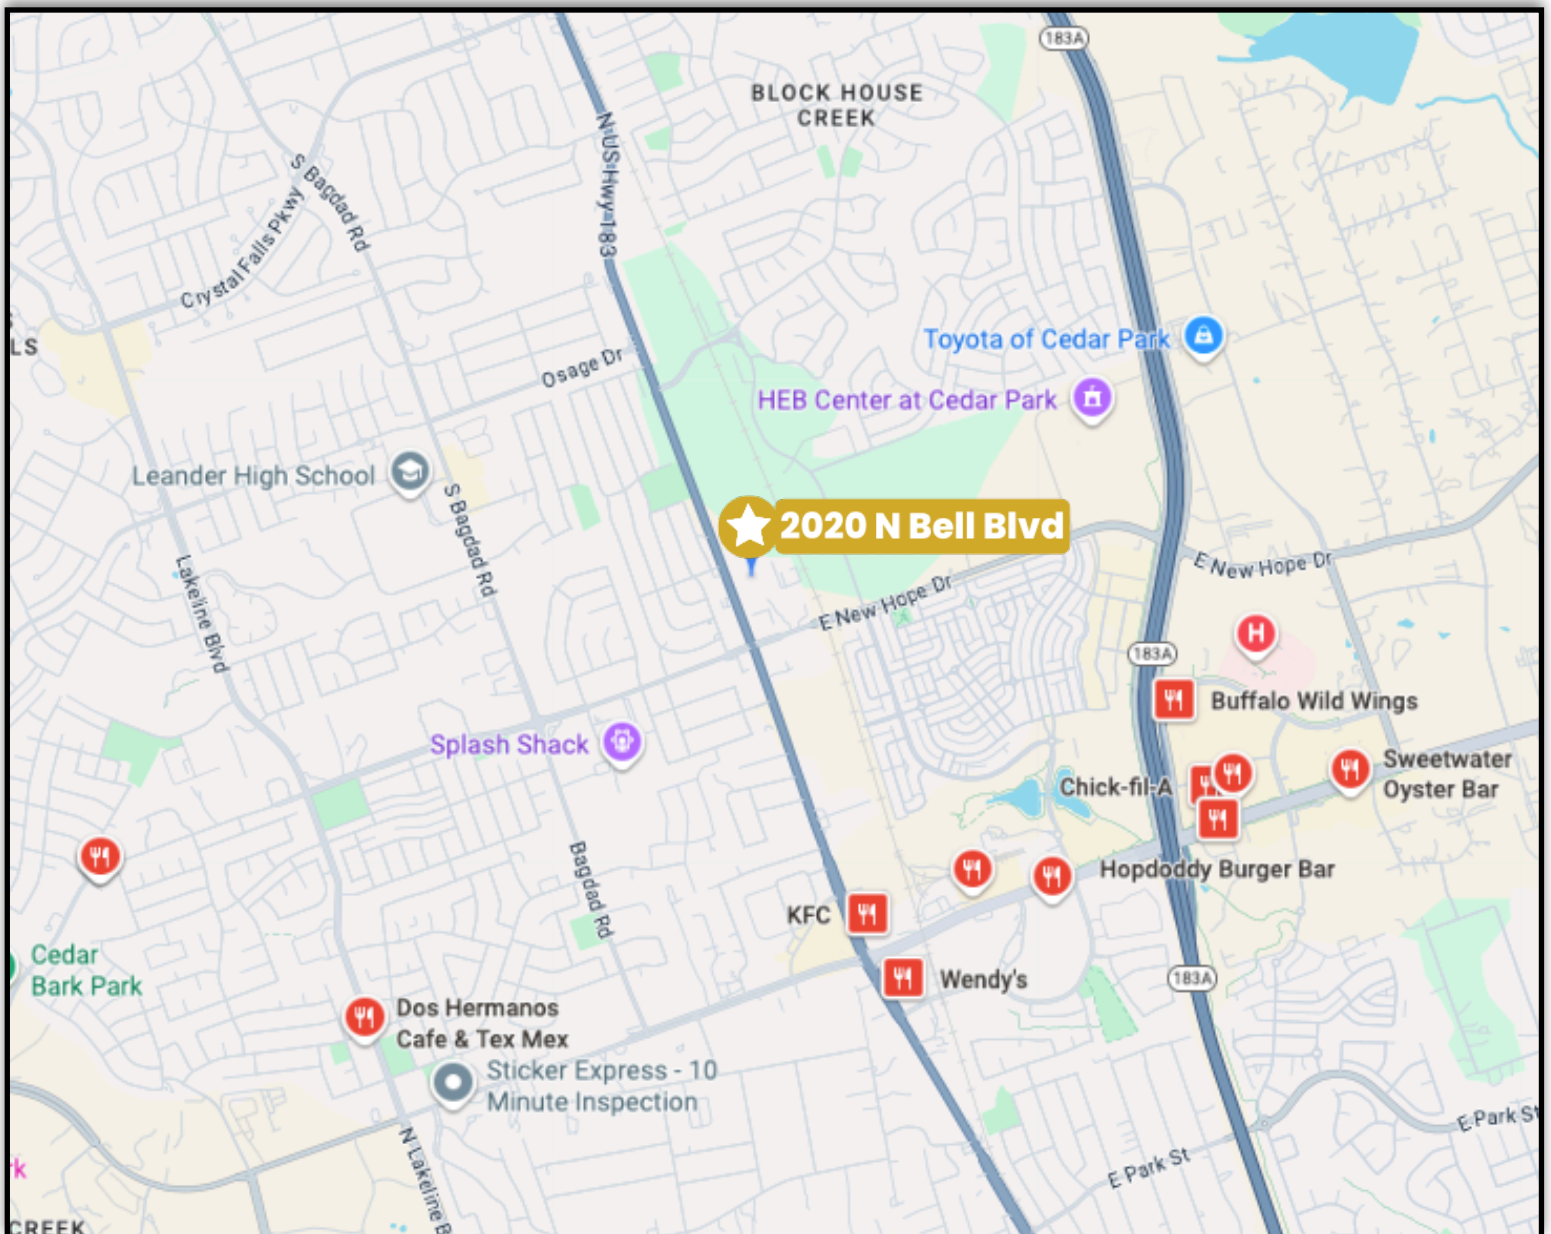 183A
BLOCK HOUSE
CREEK
N US Hwy 183
S Bagdad Rd
Crystal Falls Pkwy
LS
Toyota of Cedar Park
Osage Dr
HEB Center at Cedar Park
Leander High School
S Bagdad Rd
2020 N Bell Blvd
E New Hope Dr
E New Hope Dr
Lakeline Blvd
H
183A
Buffalo Wild Wings
Splash Shack
Sweetwater
Oyster Bar
Chick-fil-A
Bagdad Rd
Hopdoddy Burger Bar
KFC
Cedar
Bark Park
Wendy's
183A
Dos Hermanos
Cafe & Tex Mex
Sticker Express - 10
Minute Inspection
E Park St
E Park St
N Lakeline B
rk
CREEK